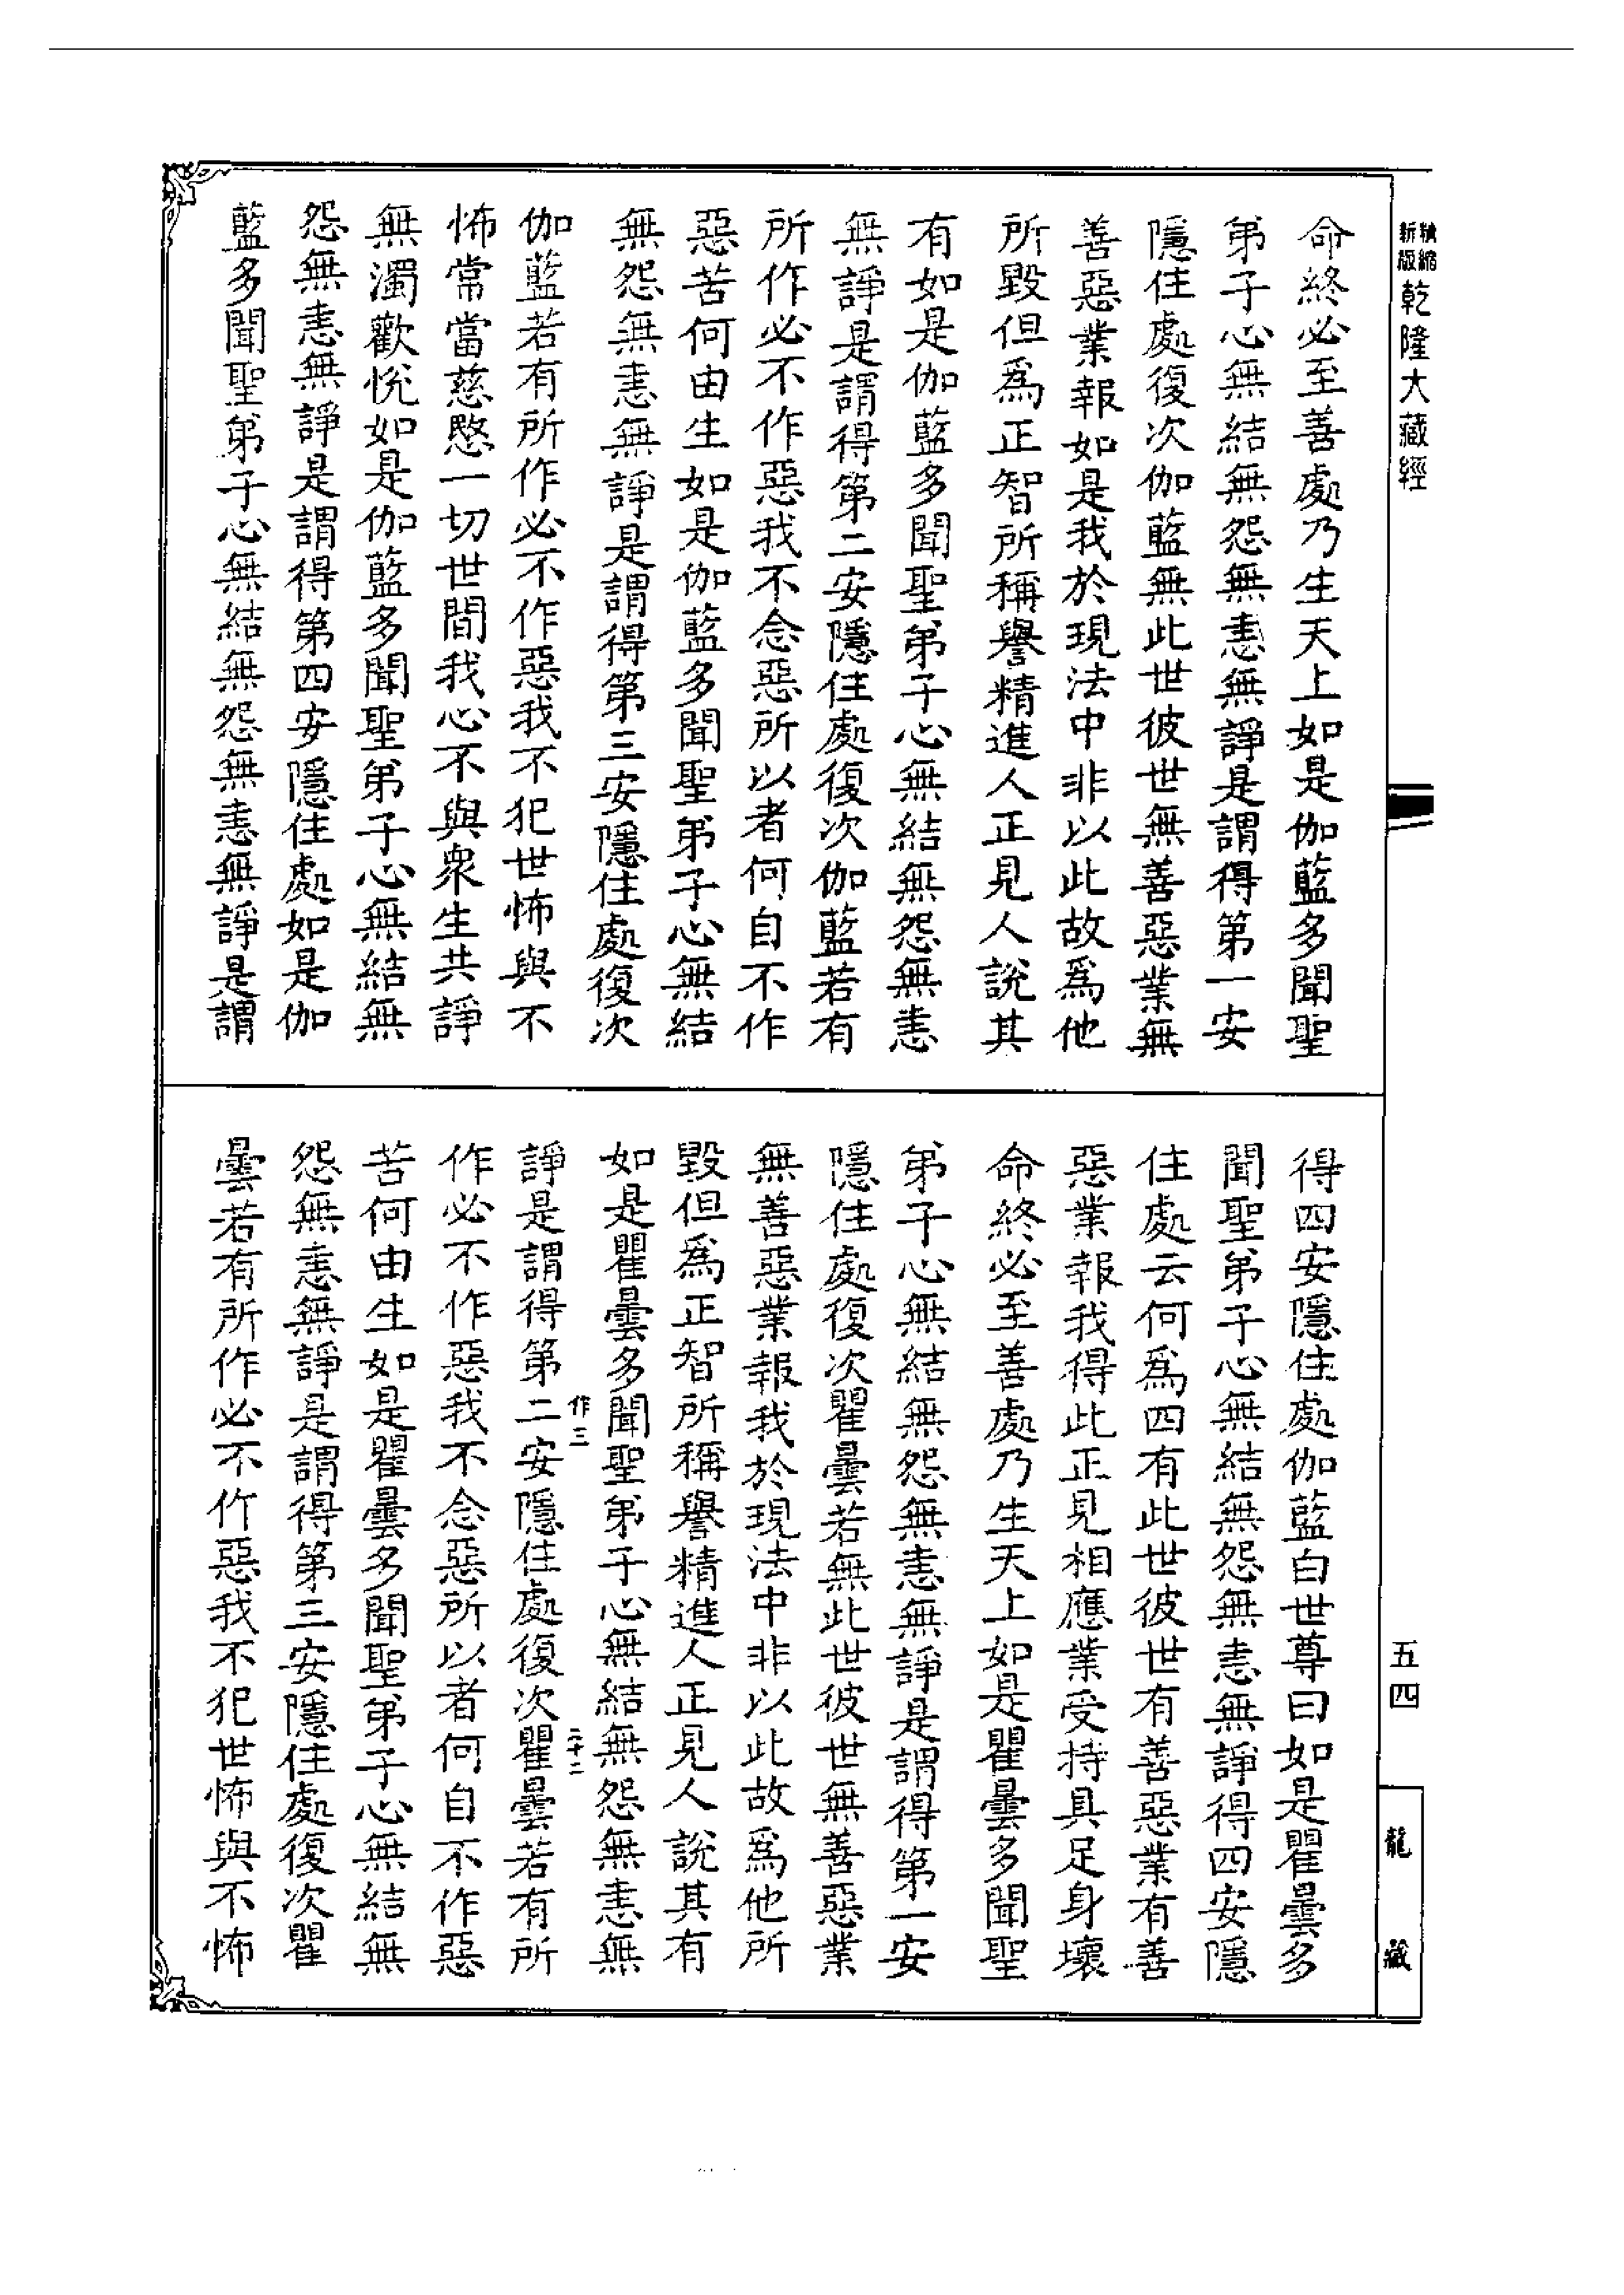 精縮新版乾隆大藏經
命終必至善處乃生天上如是伽藍多聞聖
弟子心無結無怨無恚無諍是謂得第一安
隱住處復次伽藍無此世彼世無善惡業無
善惡業報如是我於現法中非以此故爲他
所毀但爲正智所稱譽精進人正見人說其
有如是伽藍多聞聖弟子心無結無怨無恚
無諍是謂得第二安隱住處復次伽藍若有
所作必不作惡我不念惡所以者何自不作
惡苦何由生如是伽藍多聞聖弟子心無結
無怨無恚無諍是謂得第三安隱住處復次
伽藍若有所作必不作惡我不犯世怖與不
怖常當慈愍一切世間我心不與衆生共諍
無濁歡悅如是伽藍多聞聖弟子心無結無
怨無恚無諍是謂得第四安隱住處如是伽
藍多聞聖弟子心無結無怨無恚無諍是謂
得四安隱住處伽藍白世尊曰如是瞿曇多
聞聖弟子心無結無怨無恚無諍得四安隱
住處云何爲四有此世彼世有善惡業有善
惡業報我得此正見相應業受持具足身壞
命終必至善處乃生天上如是瞿曇多聞聖
弟子心無結無怨無恚無諍是謂得第一安
隱住處復次瞿曇若無此世彼世無善惡業
無善惡業報我於現法中非以此故爲他所
毀但爲正智所稱譽精進人正見人說其有
如是瞿曇多聞聖弟子心無結無怨無恚無
作三
二十二
諍是謂得第二安隱住處復次瞿曇若有所
作必不作惡我不念惡所以者何自不作惡
苦何由生如是瞿曇多聞聖弟子心無結無
怨無恚無諍是謂得第三安隱住處復次瞿
曇若有所作必不作惡我不犯世怖與不怖
五四
龍藏